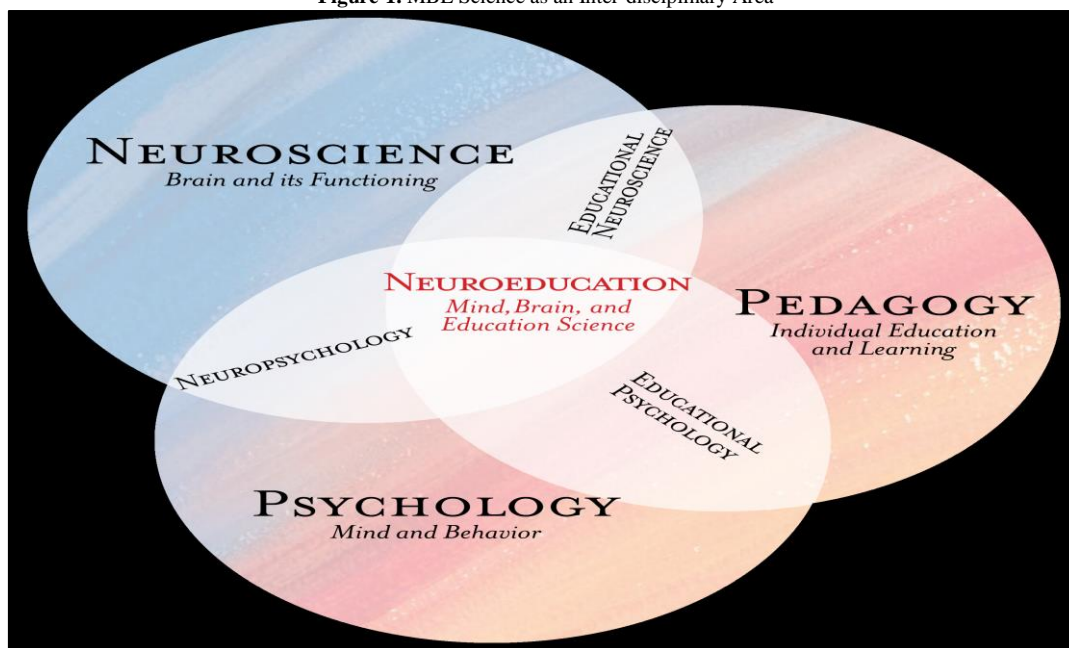 Figure 1. MBE Science as an Inter-disciplinary Area
NEUROSCIENCE
Brain and its Functioning
EDUCATIONAL
NEUROSCIENCE
NEUROEDUCATION
Mind, Brain, and
Education Science
PEDAGOGY
Individual Education
and Learning
NEUROPSYCHOLOGY
EDUCATIONAL
PSYCHOLOGY
PSYCHOLOGY
Mind and Behavior